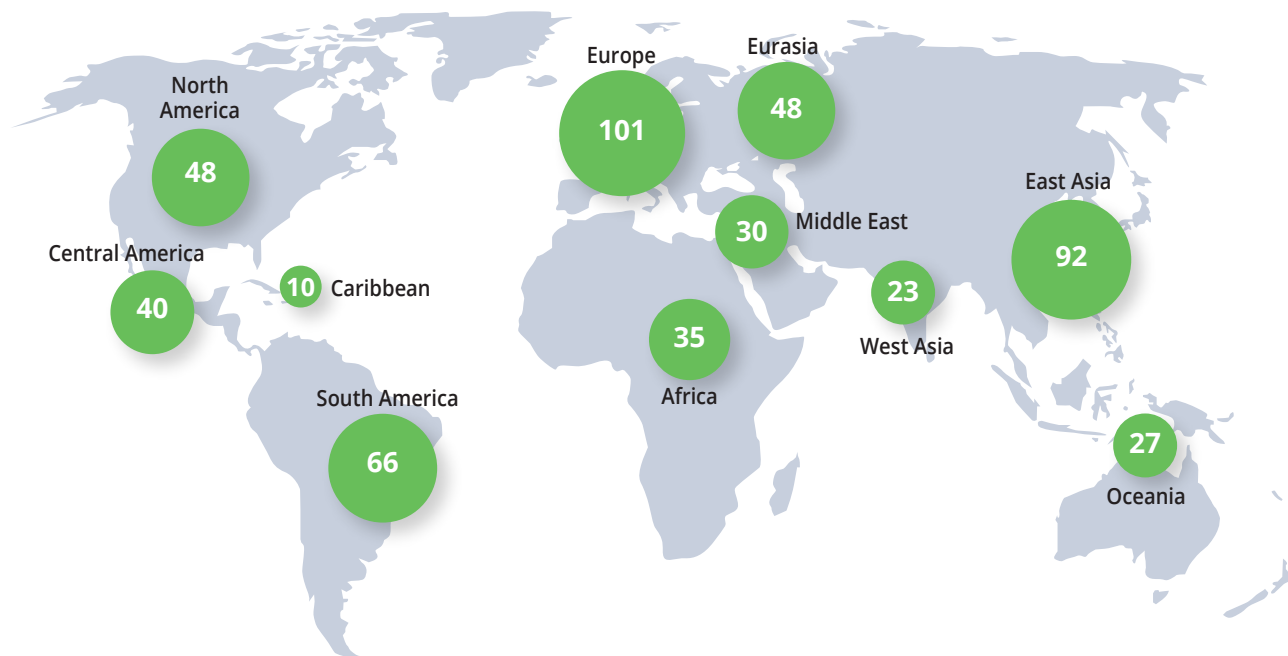 Europe
101
Eurasia
48
North
America
48
East Asia
92
Middle East
30
Central America
40
10
Caribbean
23
West Asia
35
Africa
South America
66
27
Oceania